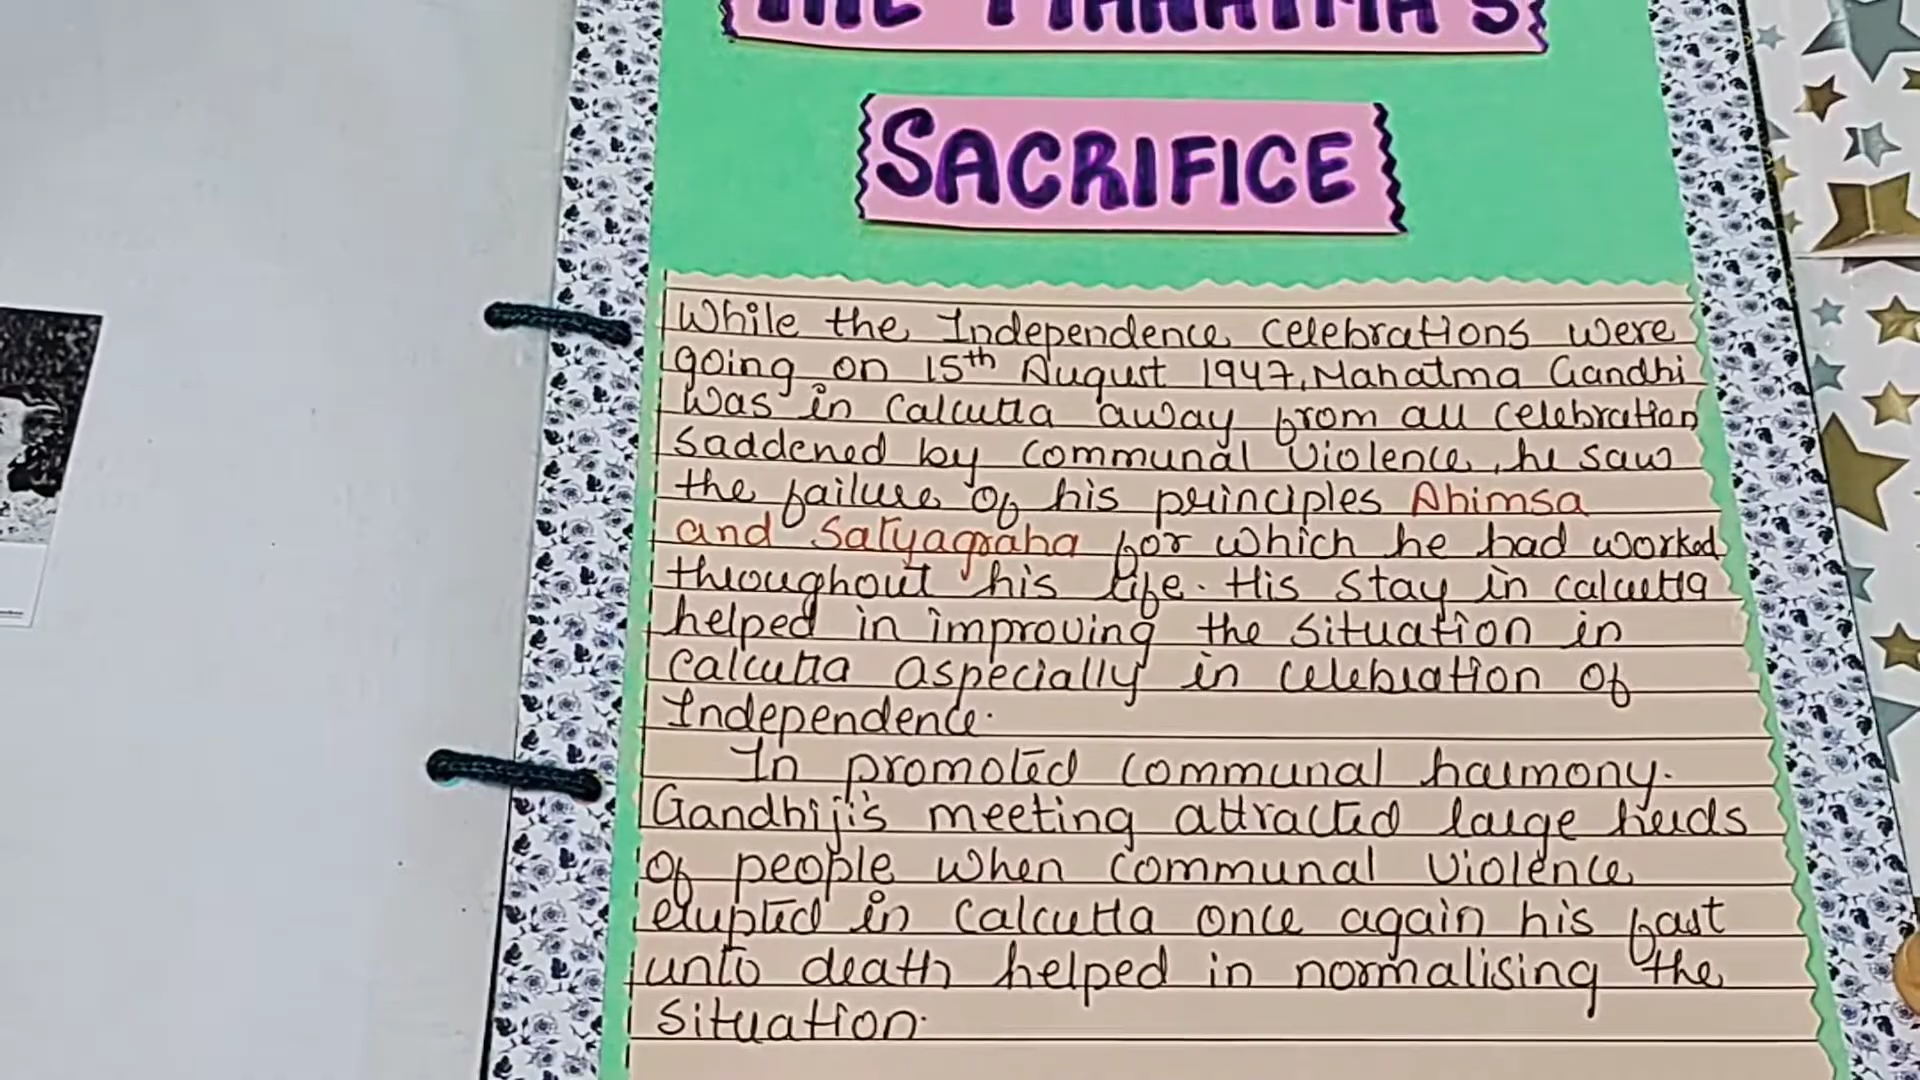 THE MAHATMA'S
SACRIFICE
While the Independence celebrations were
going on 15th August 1947, Mahatma Gandhi
was in Calcutta away from all celebration
saddened by communal violence, he saw
the failure of his principles Ahimsa
and Satyagraha for which he had worked
throughout his life. His stay in calcutta
helped in improving the situation in
calcutta aspecially in celebration of
Independence.
In promoted communal harmony.
Gandhiji's meeting attracted large herds
of people when communal violence
erupted in Calcutta once again his fast
unto death helped in normalising the
situation.